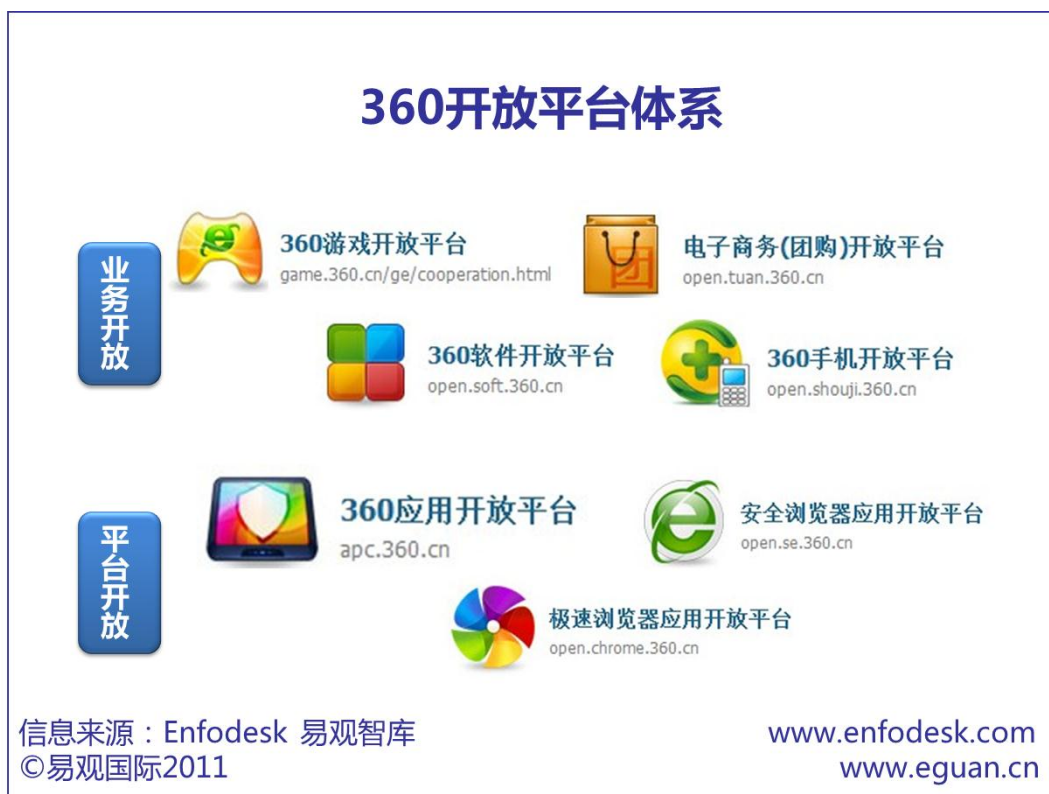 360开放平台体系
业务开放
360游戏开放平台
game.360.cn/ge/cooperation.html
团
电子商务(团购)开放平台
open.tuan.360.cn
360软件开放平台
open.soft.360.cn
360手机开放平台
open.shouji.360.cn
平台开放
360应用开放平台
apc.360.cn
安全浏览器应用开放平台
open.se.360.cn
极速浏览器应用开放平台
open.chrome.360.cn
信息来源：Enfodesk 易观智库
www.enfodesk.com
©易观国际2011
www.eguan.cn